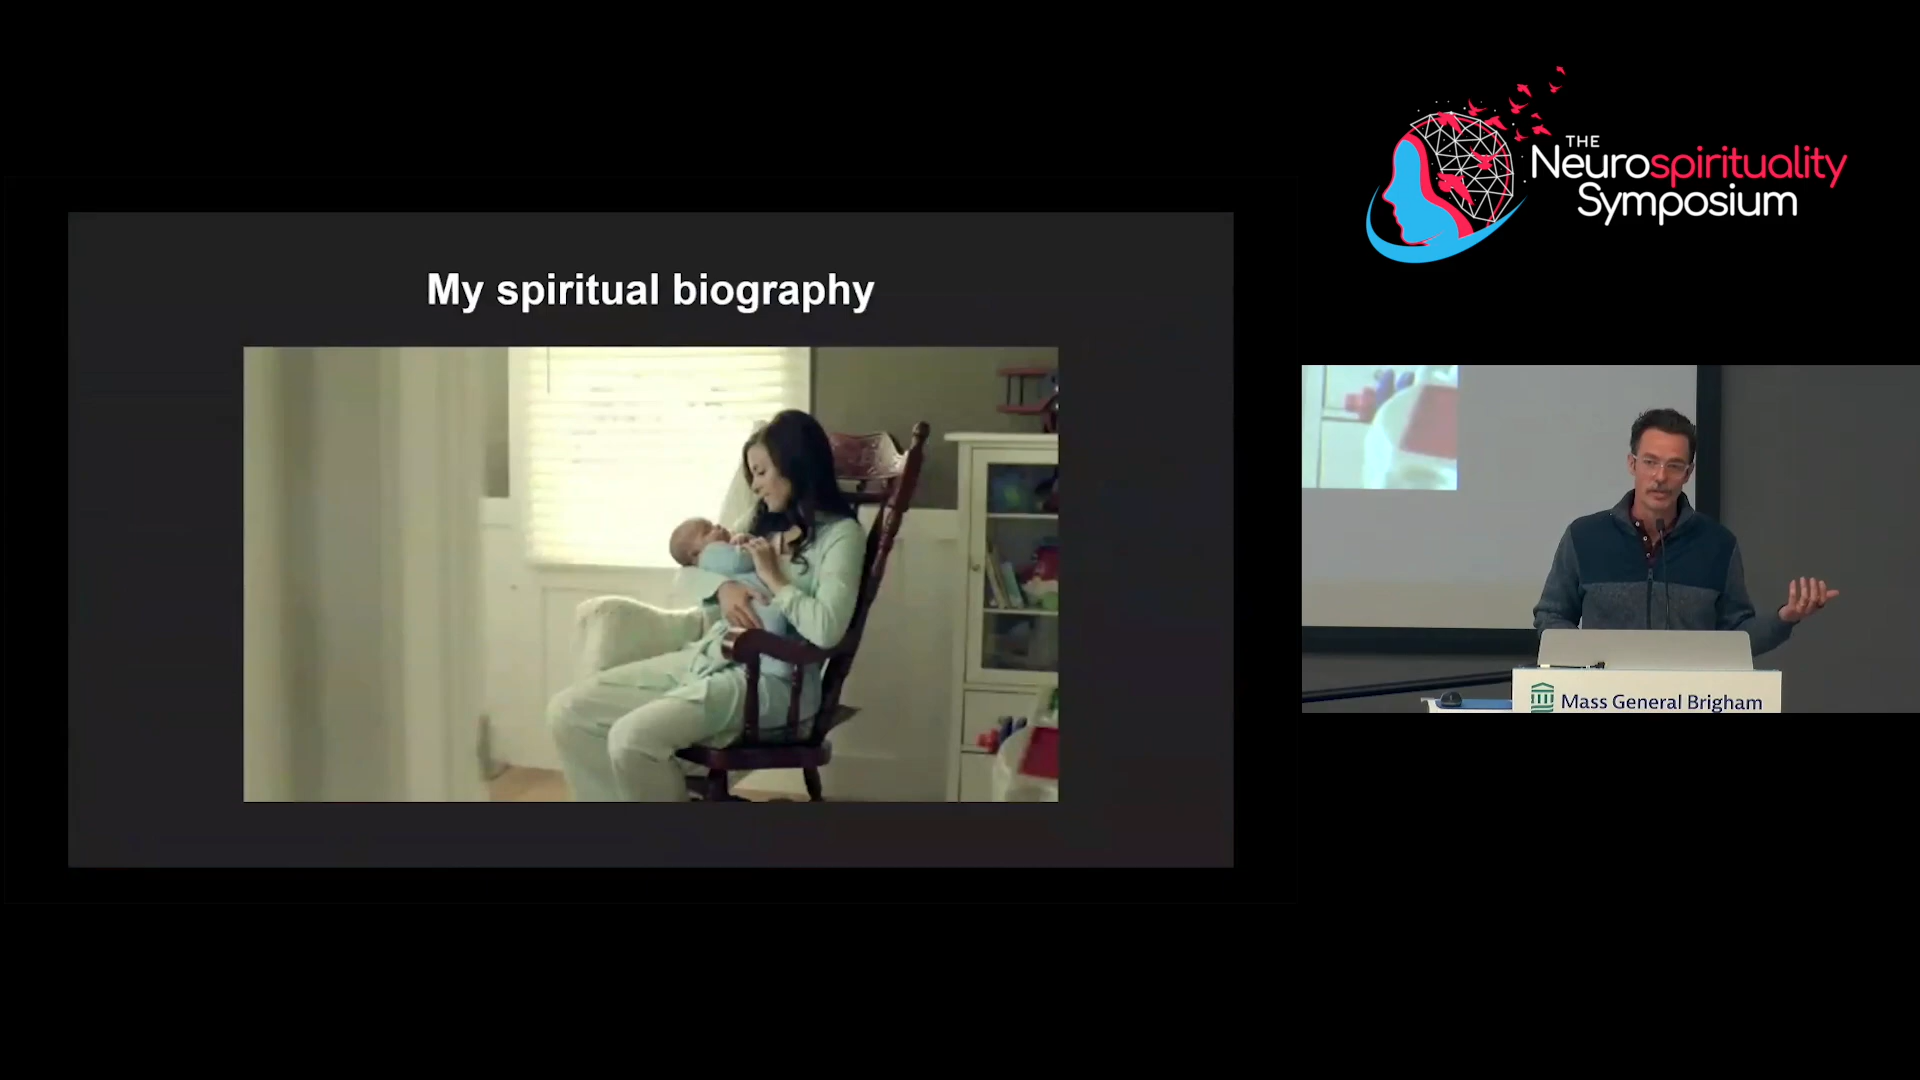 My spiritual biography
THE
Neurospirituality
Symposium
Mass General Brigham